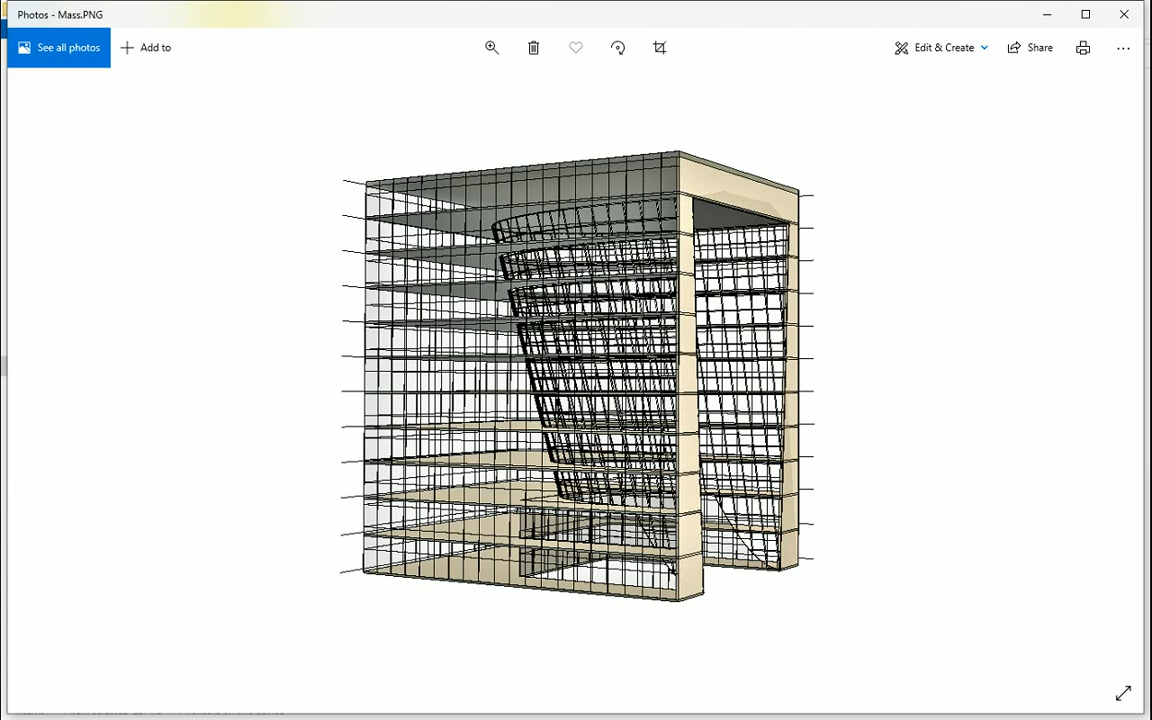 Photos - Mass.PNG
See all photos
Add to
Edit & Create
Share